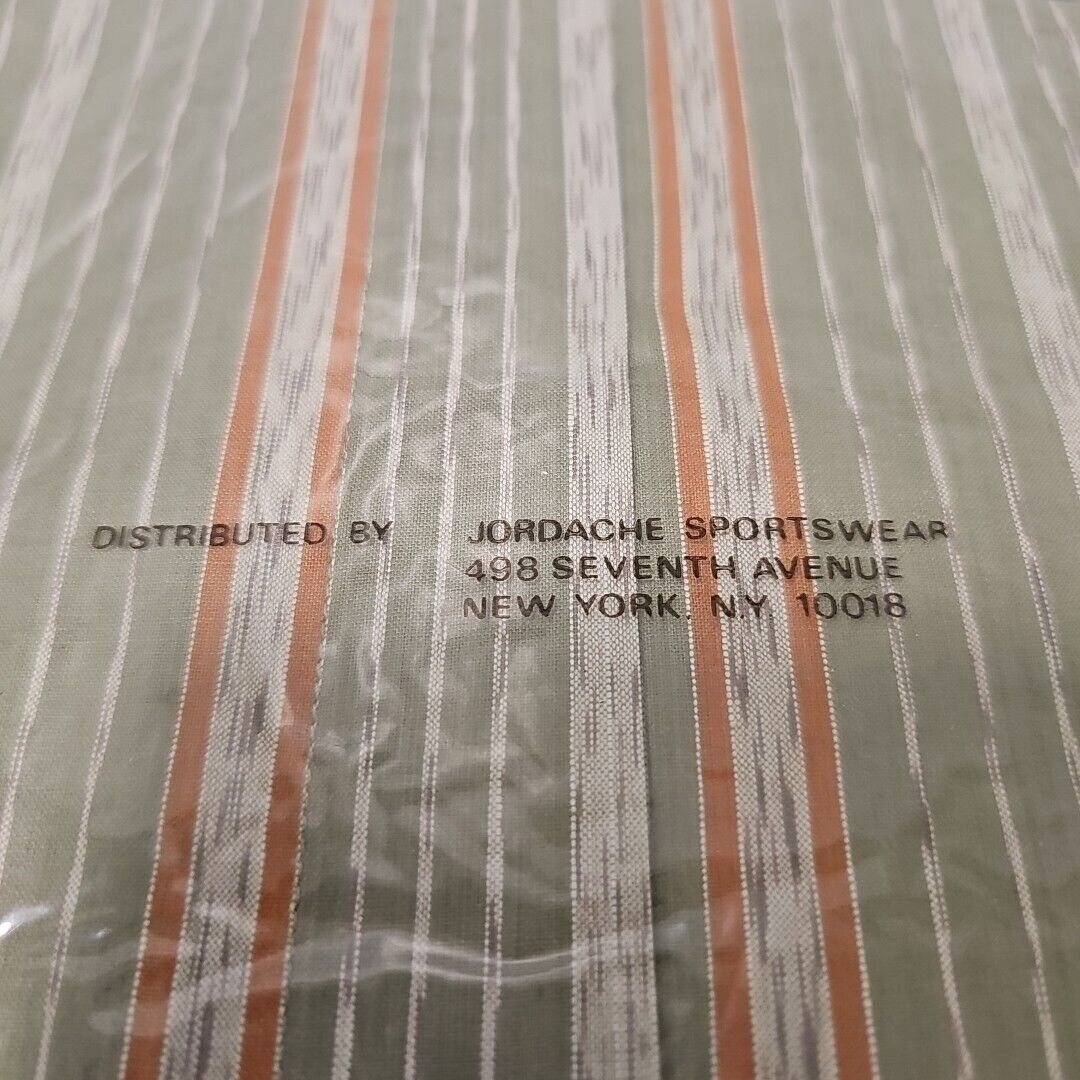 DISTRIBUTED BY JORDACHE SPORTSWEAR
498 SEVENTH AVENUE
NEW YORK, N.Y. 10018